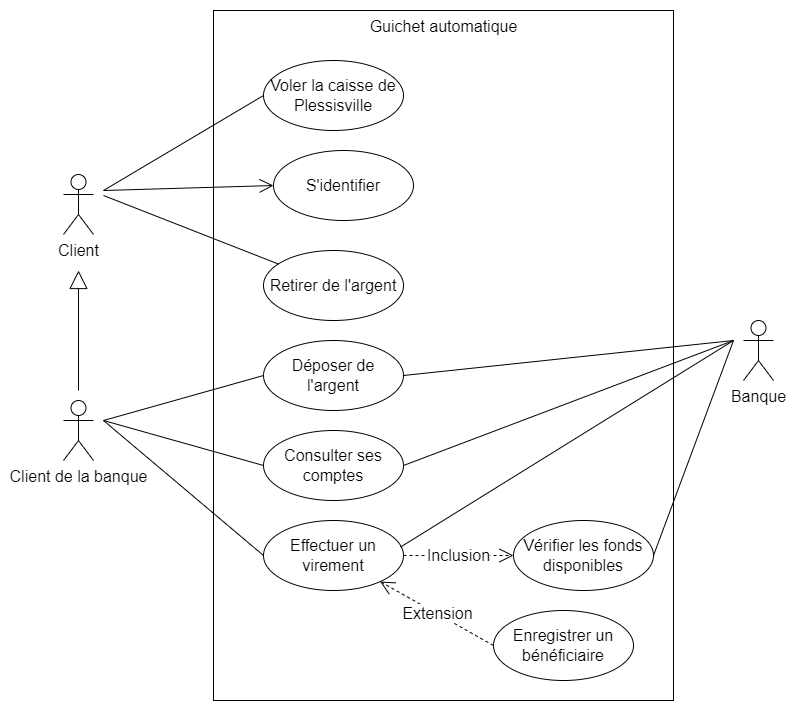 Guichet automatique
Voler la caisse de
Plessisville
S'identifier
Client
Retirer de l'argent
Déposer de
l'argent
Banque
Client de la banque
Consulter ses
comptes
Effectuer un
virement
Inclusion
Vérifier les fonds
disponibles
Extension
Enregistrer un
bénéficiaire